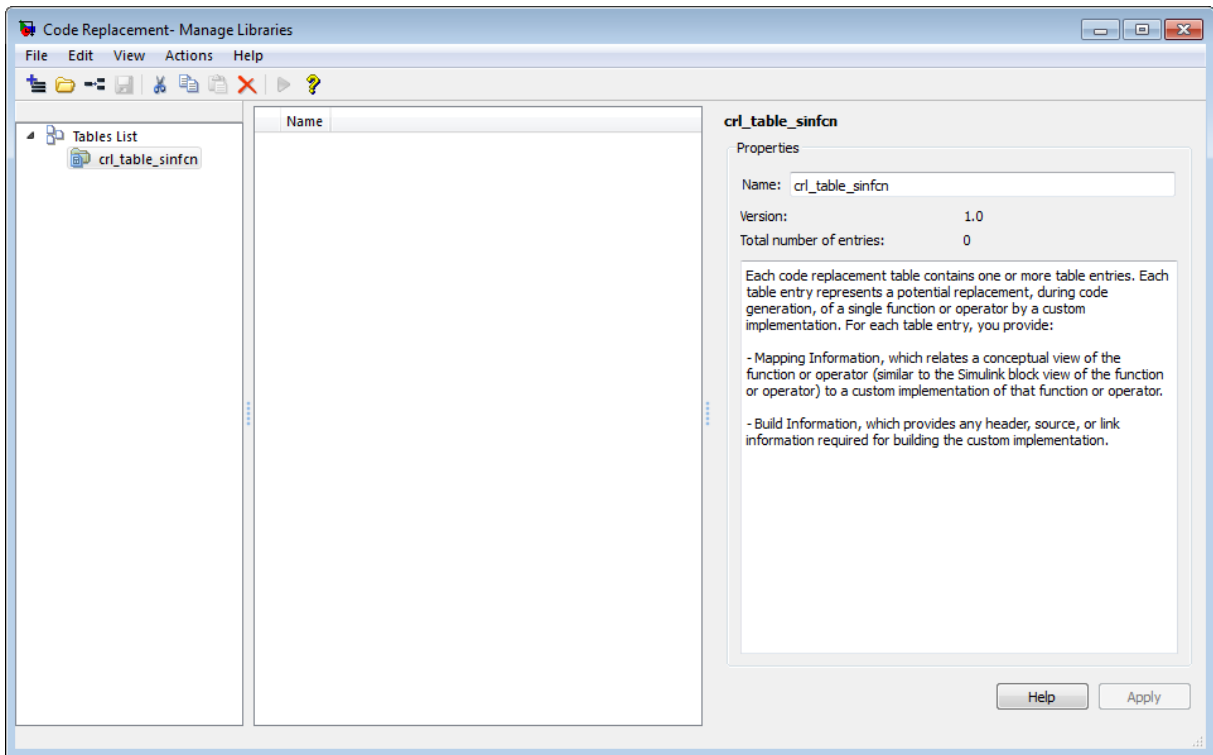 Code Replacement- Manage Libraries
File Edit View Actions Help
Tables List
crl_table_sinfcn
Name
crl_table_sinfcn
Properties
Name: crl_table_sinfcn
Version: 1.0
Total number of entries: 0
Each code replacement table contains one or more table entries. Each
table entry represents a potential replacement, during code
generation, of a single function or operator by a custom
implementation. For each table entry, you provide:
- Mapping Information, which relates a conceptual view of the
function or operator (similar to the Simulink block view of the function
or operator) to a custom implementation of that function or operator.
- Build Information, which provides any header, source, or link
information required for building the custom implementation.
Help Apply